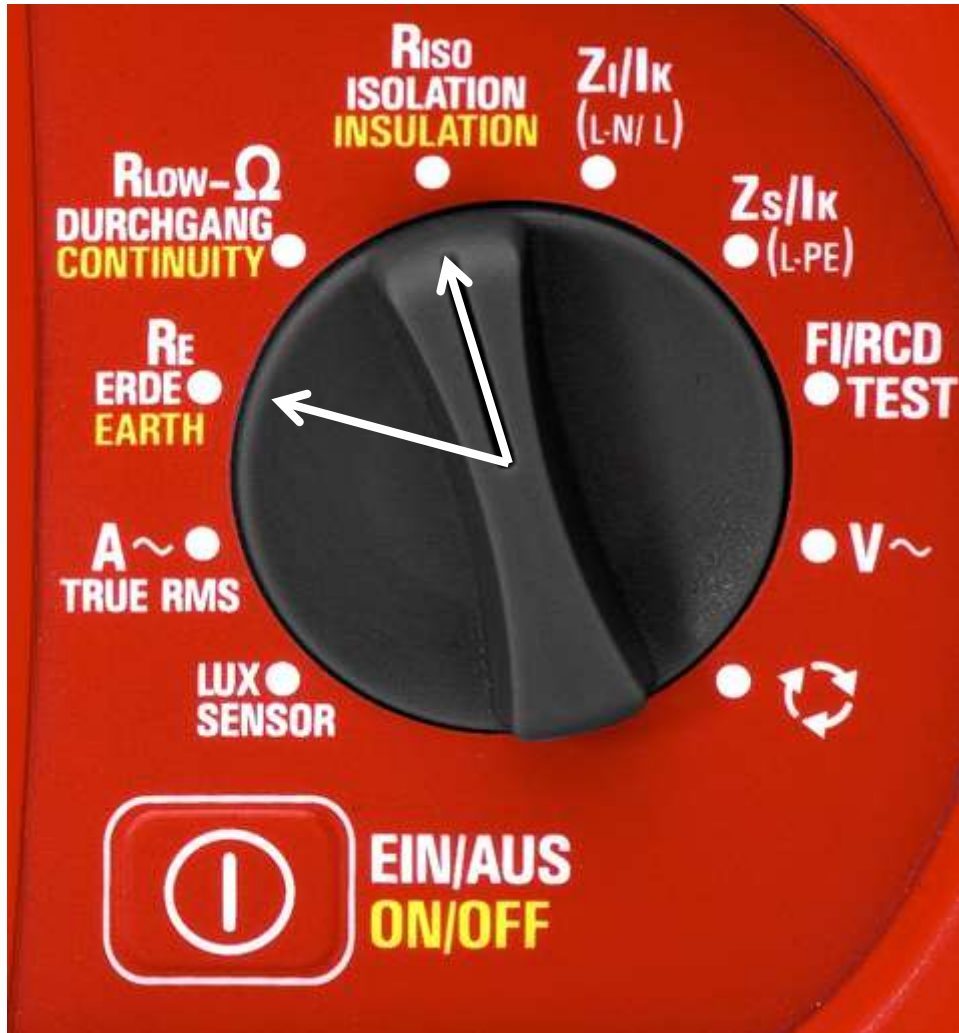 RISO
ISOLATION
INSULATION
ZI/IK
(L-N/ L)
RLOW-Ω
DURCHGANG
CONTINUITY
ZS/IK
(L-PE)
RE
ERDE
EARTH
FI/RCD
TEST
A~
TRUE RMS
V~
LUX
SENSOR
EIN/AUS
ON/OFF